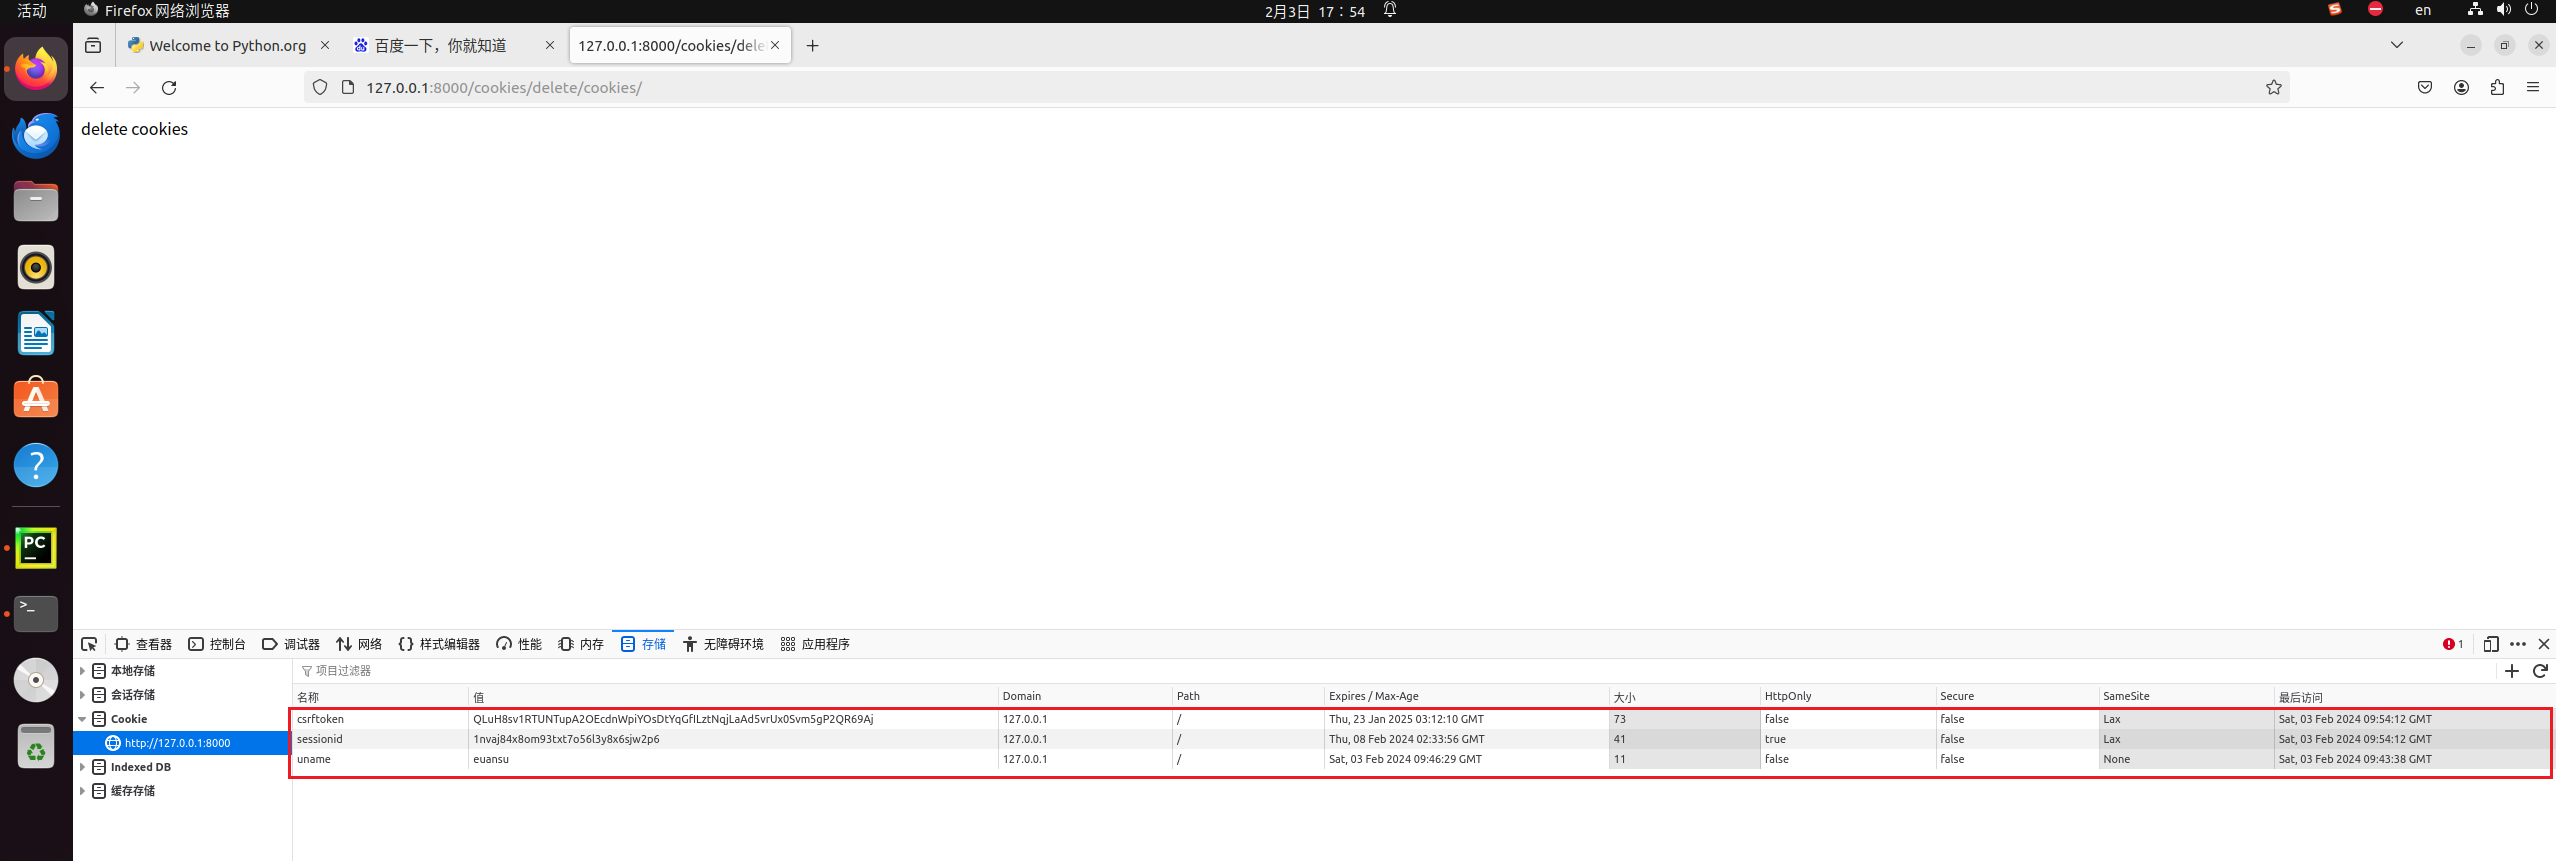 活动 Firefox 网络浏览器 2月3日 17：54 en
Welcome to Python.org 百度一下，你就知道 127.0.0.1:8000/cookies/dele
127.0.0.1:8000/cookies/delete/cookies/
delete cookies
查看器 控制台 调试器 网络 样式编辑器 性能 内存 存储 无障碍环境 应用程序 1
本地存储 项目过滤器
会话存储
Cookie
http://127.0.0.1:8000
Indexed DB
缓存存储
名称 值 Domain Path Expires / Max-Age 大小 HttpOnly Secure SameSite 最后访问
csrftoken QLuH8sv1RTUNTupA2OEcdnWpiYOsDtYqGfILztNqjLaAd5vrUx0Svm5gP2QR69Aj 127.0.0.1 / Thu, 23 Jan 2025 03:12:10 GMT 73 false false Lax Sat, 03 Feb 2024 09:54:12 GMT
sessionid 1nvaj84x8om93txt7o56l3y8x6sjw2p6 127.0.0.1 / Thu, 08 Feb 2024 02:33:56 GMT 41 true false Lax Sat, 03 Feb 2024 09:54:12 GMT
uname euansu 127.0.0.1 / Sat, 03 Feb 2024 09:46:29 GMT 11 false false None Sat, 03 Feb 2024 09:43:38 GMT
PC